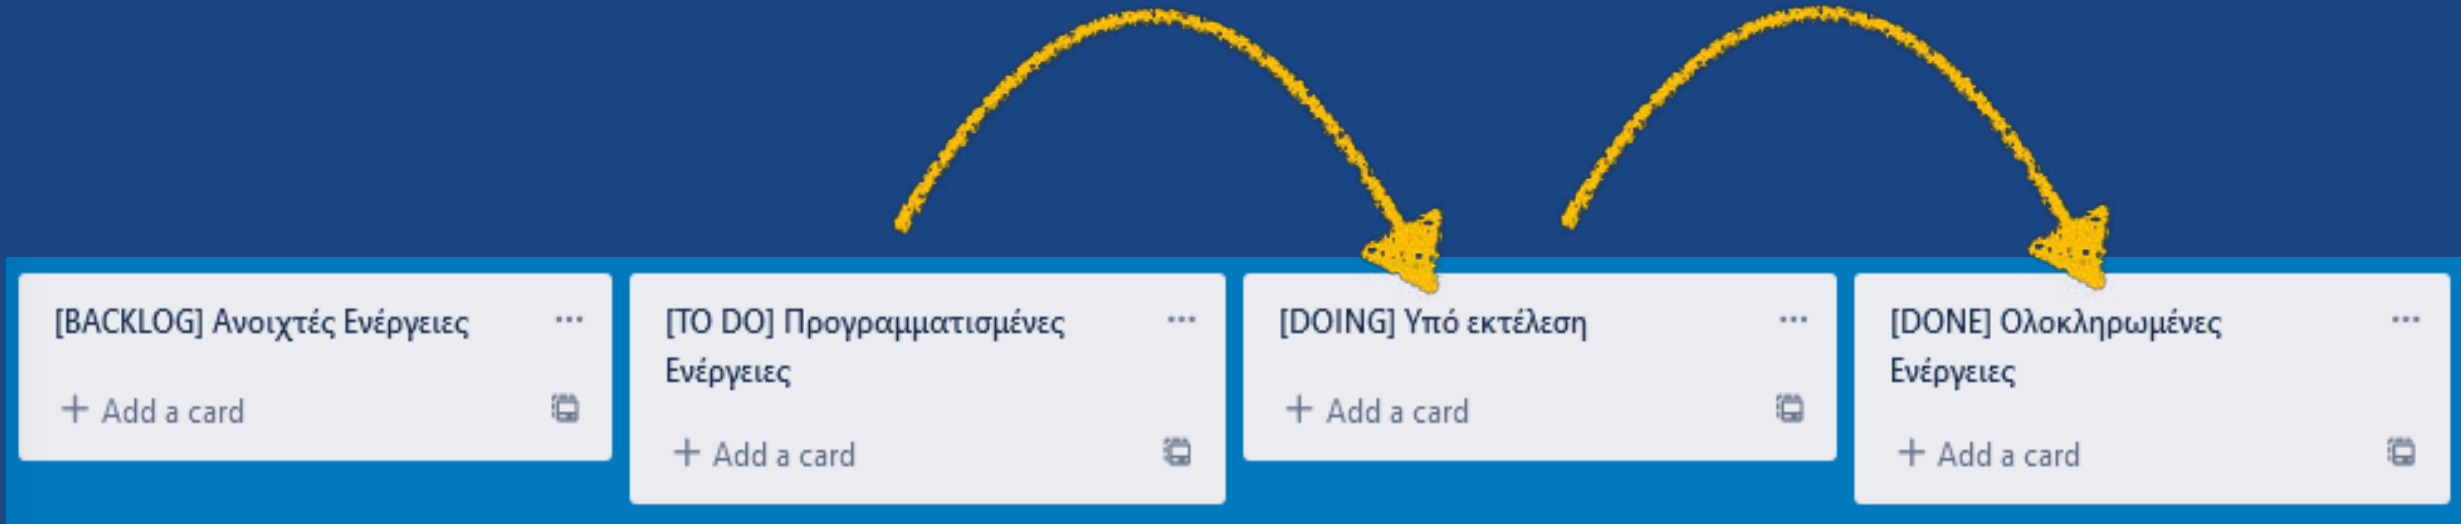 [BACKLOG] Ανοιχτές Ενέργειες
+ Add a card
[TO DO] Προγραμματισμένες
Ενέργειες
+ Add a card
[DOING] Υπό εκτέλεση
+ Add a card
[DONE] Ολοκληρωμένες
Ενέργειες
+ Add a card